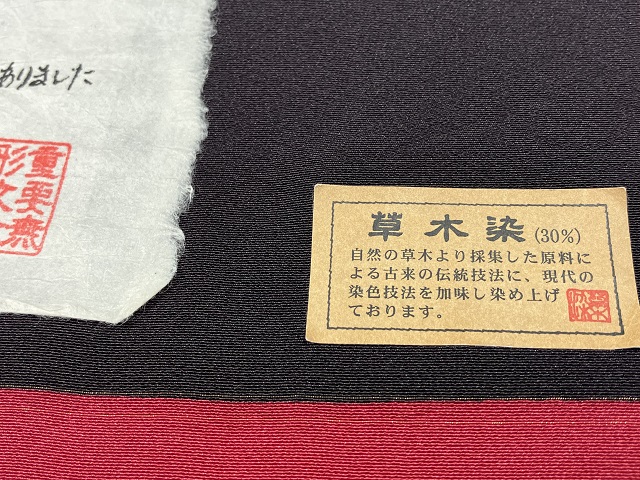 ありました
重要無
形文
草木染(30%)
自然の草木より採集した原料に
よる古来の伝統技法に、現代の
染色技法を加味し染め上げ
ております。